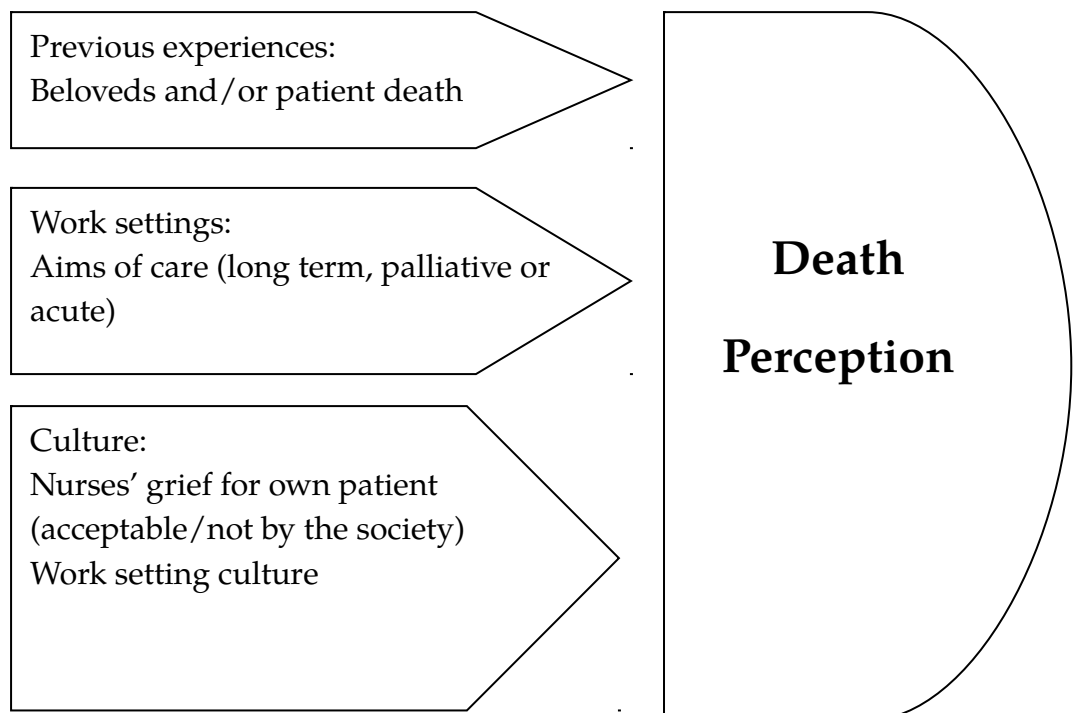 Previous experiences:
Beloveds and/or patient death
Work settings:
Aims of care (long term, palliative or
acute)
Culture:
Nurses’ grief for own patient
(acceptable/not by the society)
Work setting culture
Death
Perception